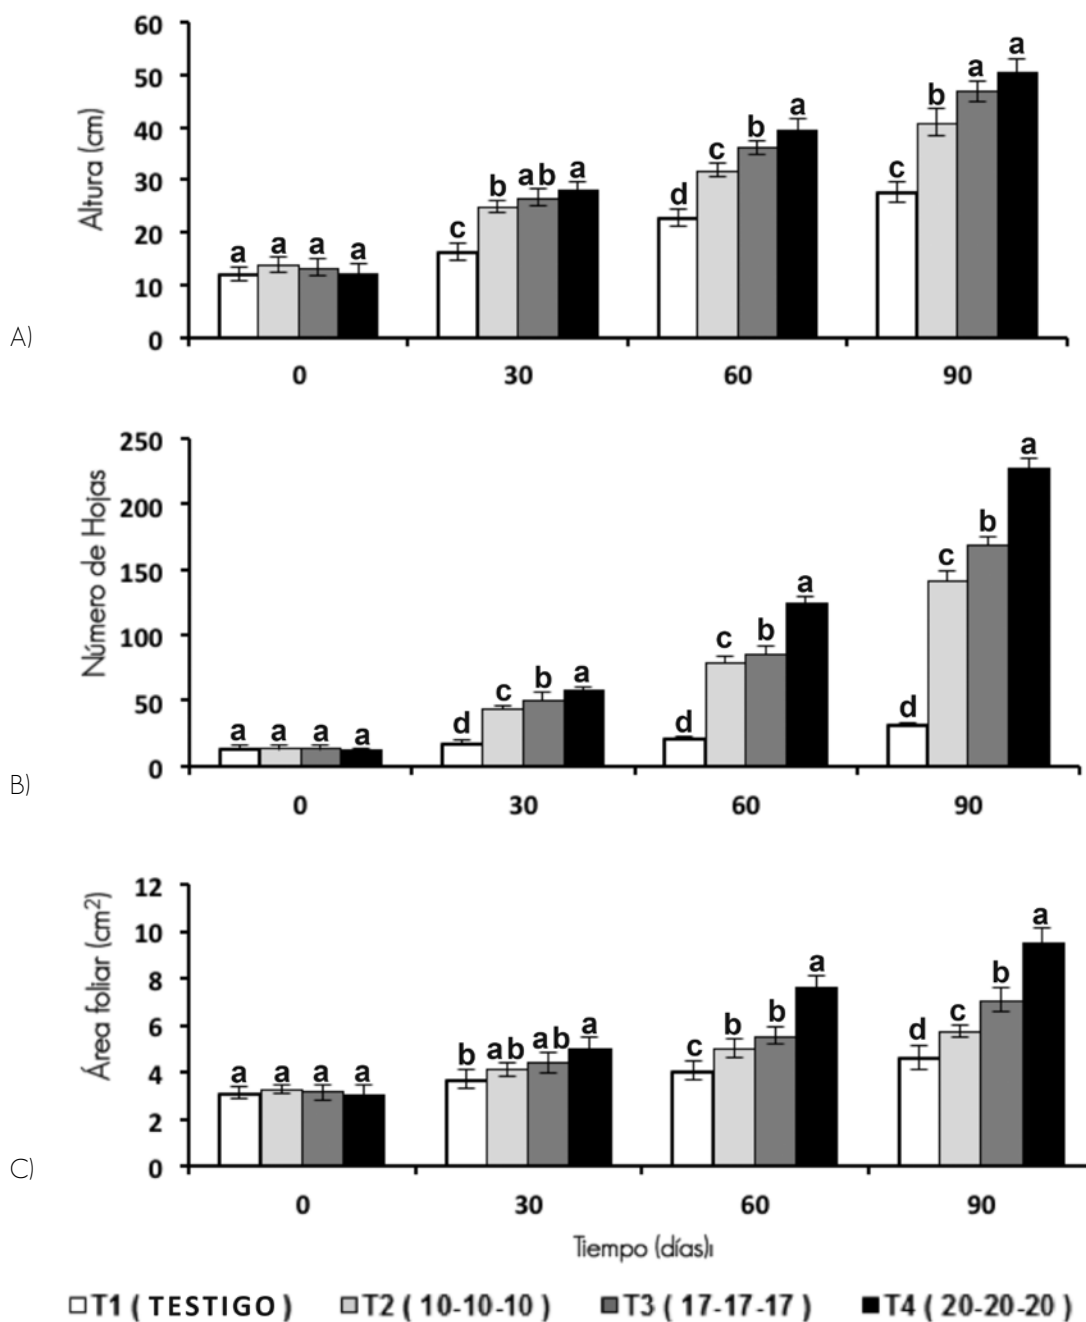 60
50
40
30
20
10
0
Altura (cm)
a a a a
c b ab a
d c b a
c b a a
A)
0 30 60 90
250
200
150
100
50
0
Número de Hojas
a a a a
d c b a
d c b a
d c b a
B)
0 30 60 90
12
10
8
6
4
2
0
Área foliar (cm²)
a a a a
b ab ab a
c b b a
d c b a
C)
0 30 60 90
Tiempo (días)
T1 ( TESTIGO ) T2 ( 10-10-10 ) T3 ( 17-17-17 ) T4 ( 20-20-20 )